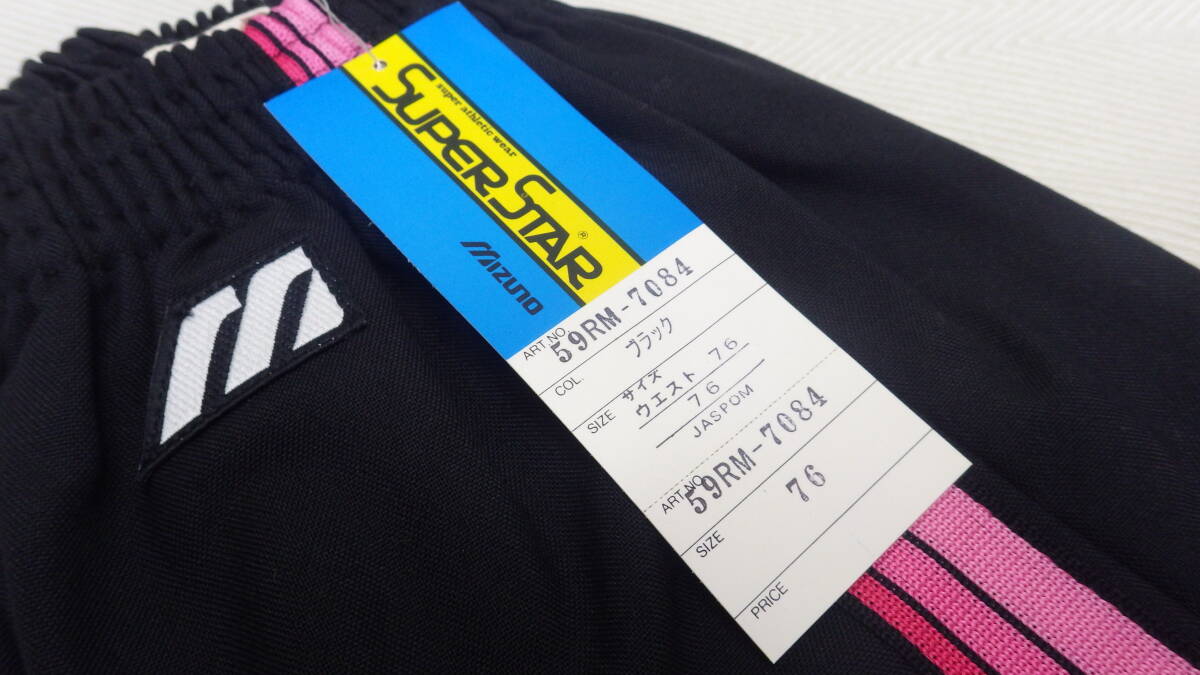 super athletic wear
SUPER STAR®
MIZUNO
ART.NO. 59RM-7084
COL. ブラック
SIZE サイズ 76
ウエスト
76
JASPOM
ART.NO. 59RM-7084
SIZE 76
PRICE